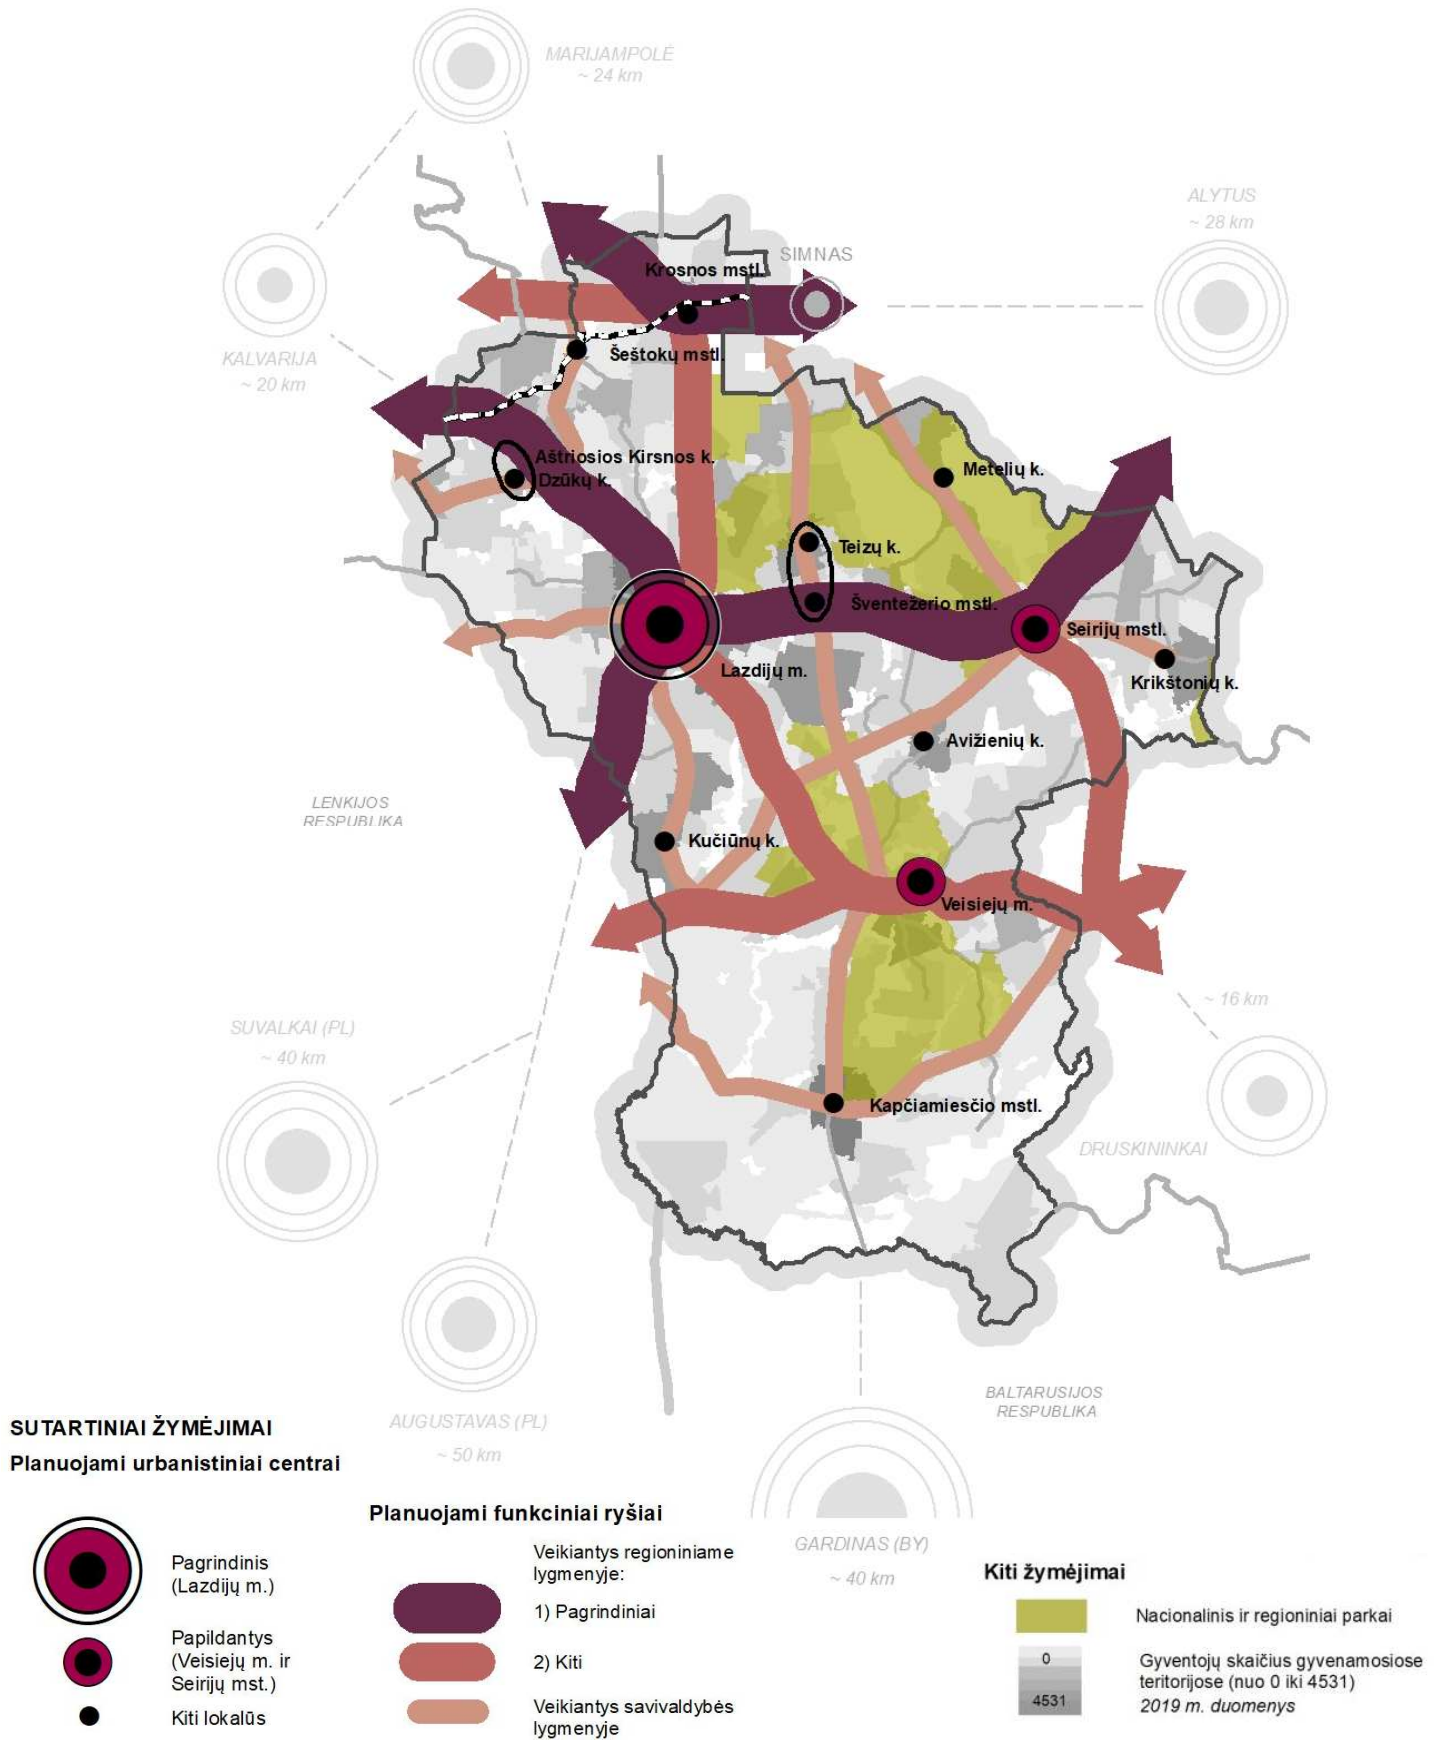 MARIJAMPOLĖ
~ 24 km
ALYTUS
~ 28 km
SIMNAS
Krosnos mstl.
KALVARIJA
~ 20 km
Šeštokų mstl.
Aštriosios Kirsnos k.
Dzūkų k.
Metelių k.
Teizų k.
Šventežerio mstl.
Seirijų mstl.
Lazdijų m.
Krikštonių k.
Avižienių k.
LENKIJOS
RESPUBLIKA
Kučiūnų k.
Veisiejų m.
~ 16 km
SUVALKAI (PL)
~ 40 km
Kapčiamiesčio mstl.
DRUSKININKAI
BALTARUSIJOS
RESPUBLIKA
AUGUSTAVAS (PL)
~ 50 km
GARDINAS (BY)
~ 40 km
SUTARTINIAI ŽYMĖJIMAI
Planuojami urbanistiniai centrai
Pagrindinis
(Lazdijų m.)
Papildantys
(Veisiejų m. ir
Seirijų mst.)
Kiti lokalūs
Planuojami funkciniai ryšiai
Veikiantys regioniniame
lygmenyje:
1) Pagrindiniai
2) Kiti
Veikiantys savivaldybės
lygmenyje
Kiti žymėjimai
Nacionalinis ir regioniniai parkai
0
4531
Gyventojų skaičius gyvenamosiose
teritorijose (nuo 0 iki 4531)
2019 m. duomenys